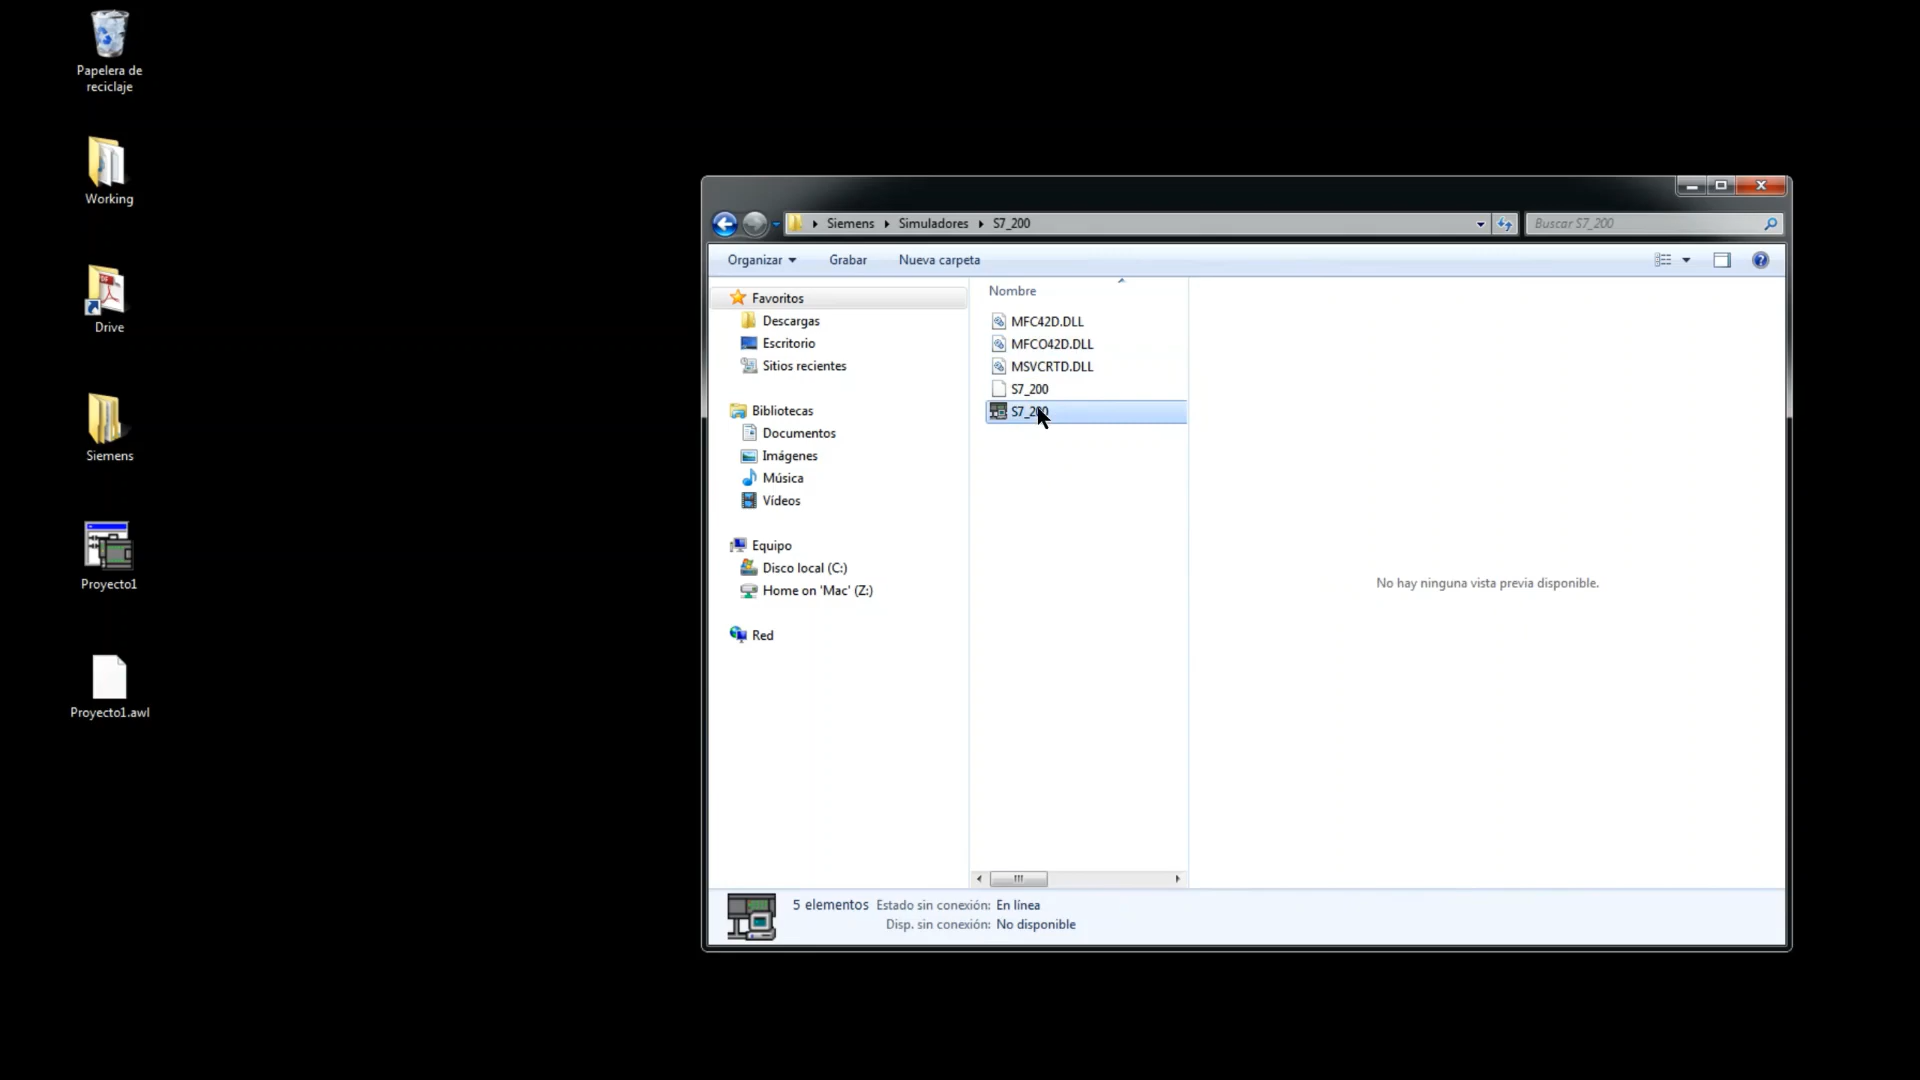 Papelera de
reciclaje
Working
Drive
Siemens
Proyecto1
Proyecto1.awl
Siemens
Simuladores
S7_200
Buscar S7_200
Organizar
Grabar
Nueva carpeta
Favoritos
Descargas
Escritorio
Sitios recientes
Bibliotecas
Documentos
Imágenes
Música
Vídeos
Equipo
Disco local (C:)
Home on 'Mac' (Z:)
Red
Nombre
MFC42D.DLL
MFCO42D.DLL
MSVCRTD.DLL
S7_200
S7_200
No hay ninguna vista previa disponible.
5 elementos Estado sin conexión: En línea
Disp. sin conexión: No disponible